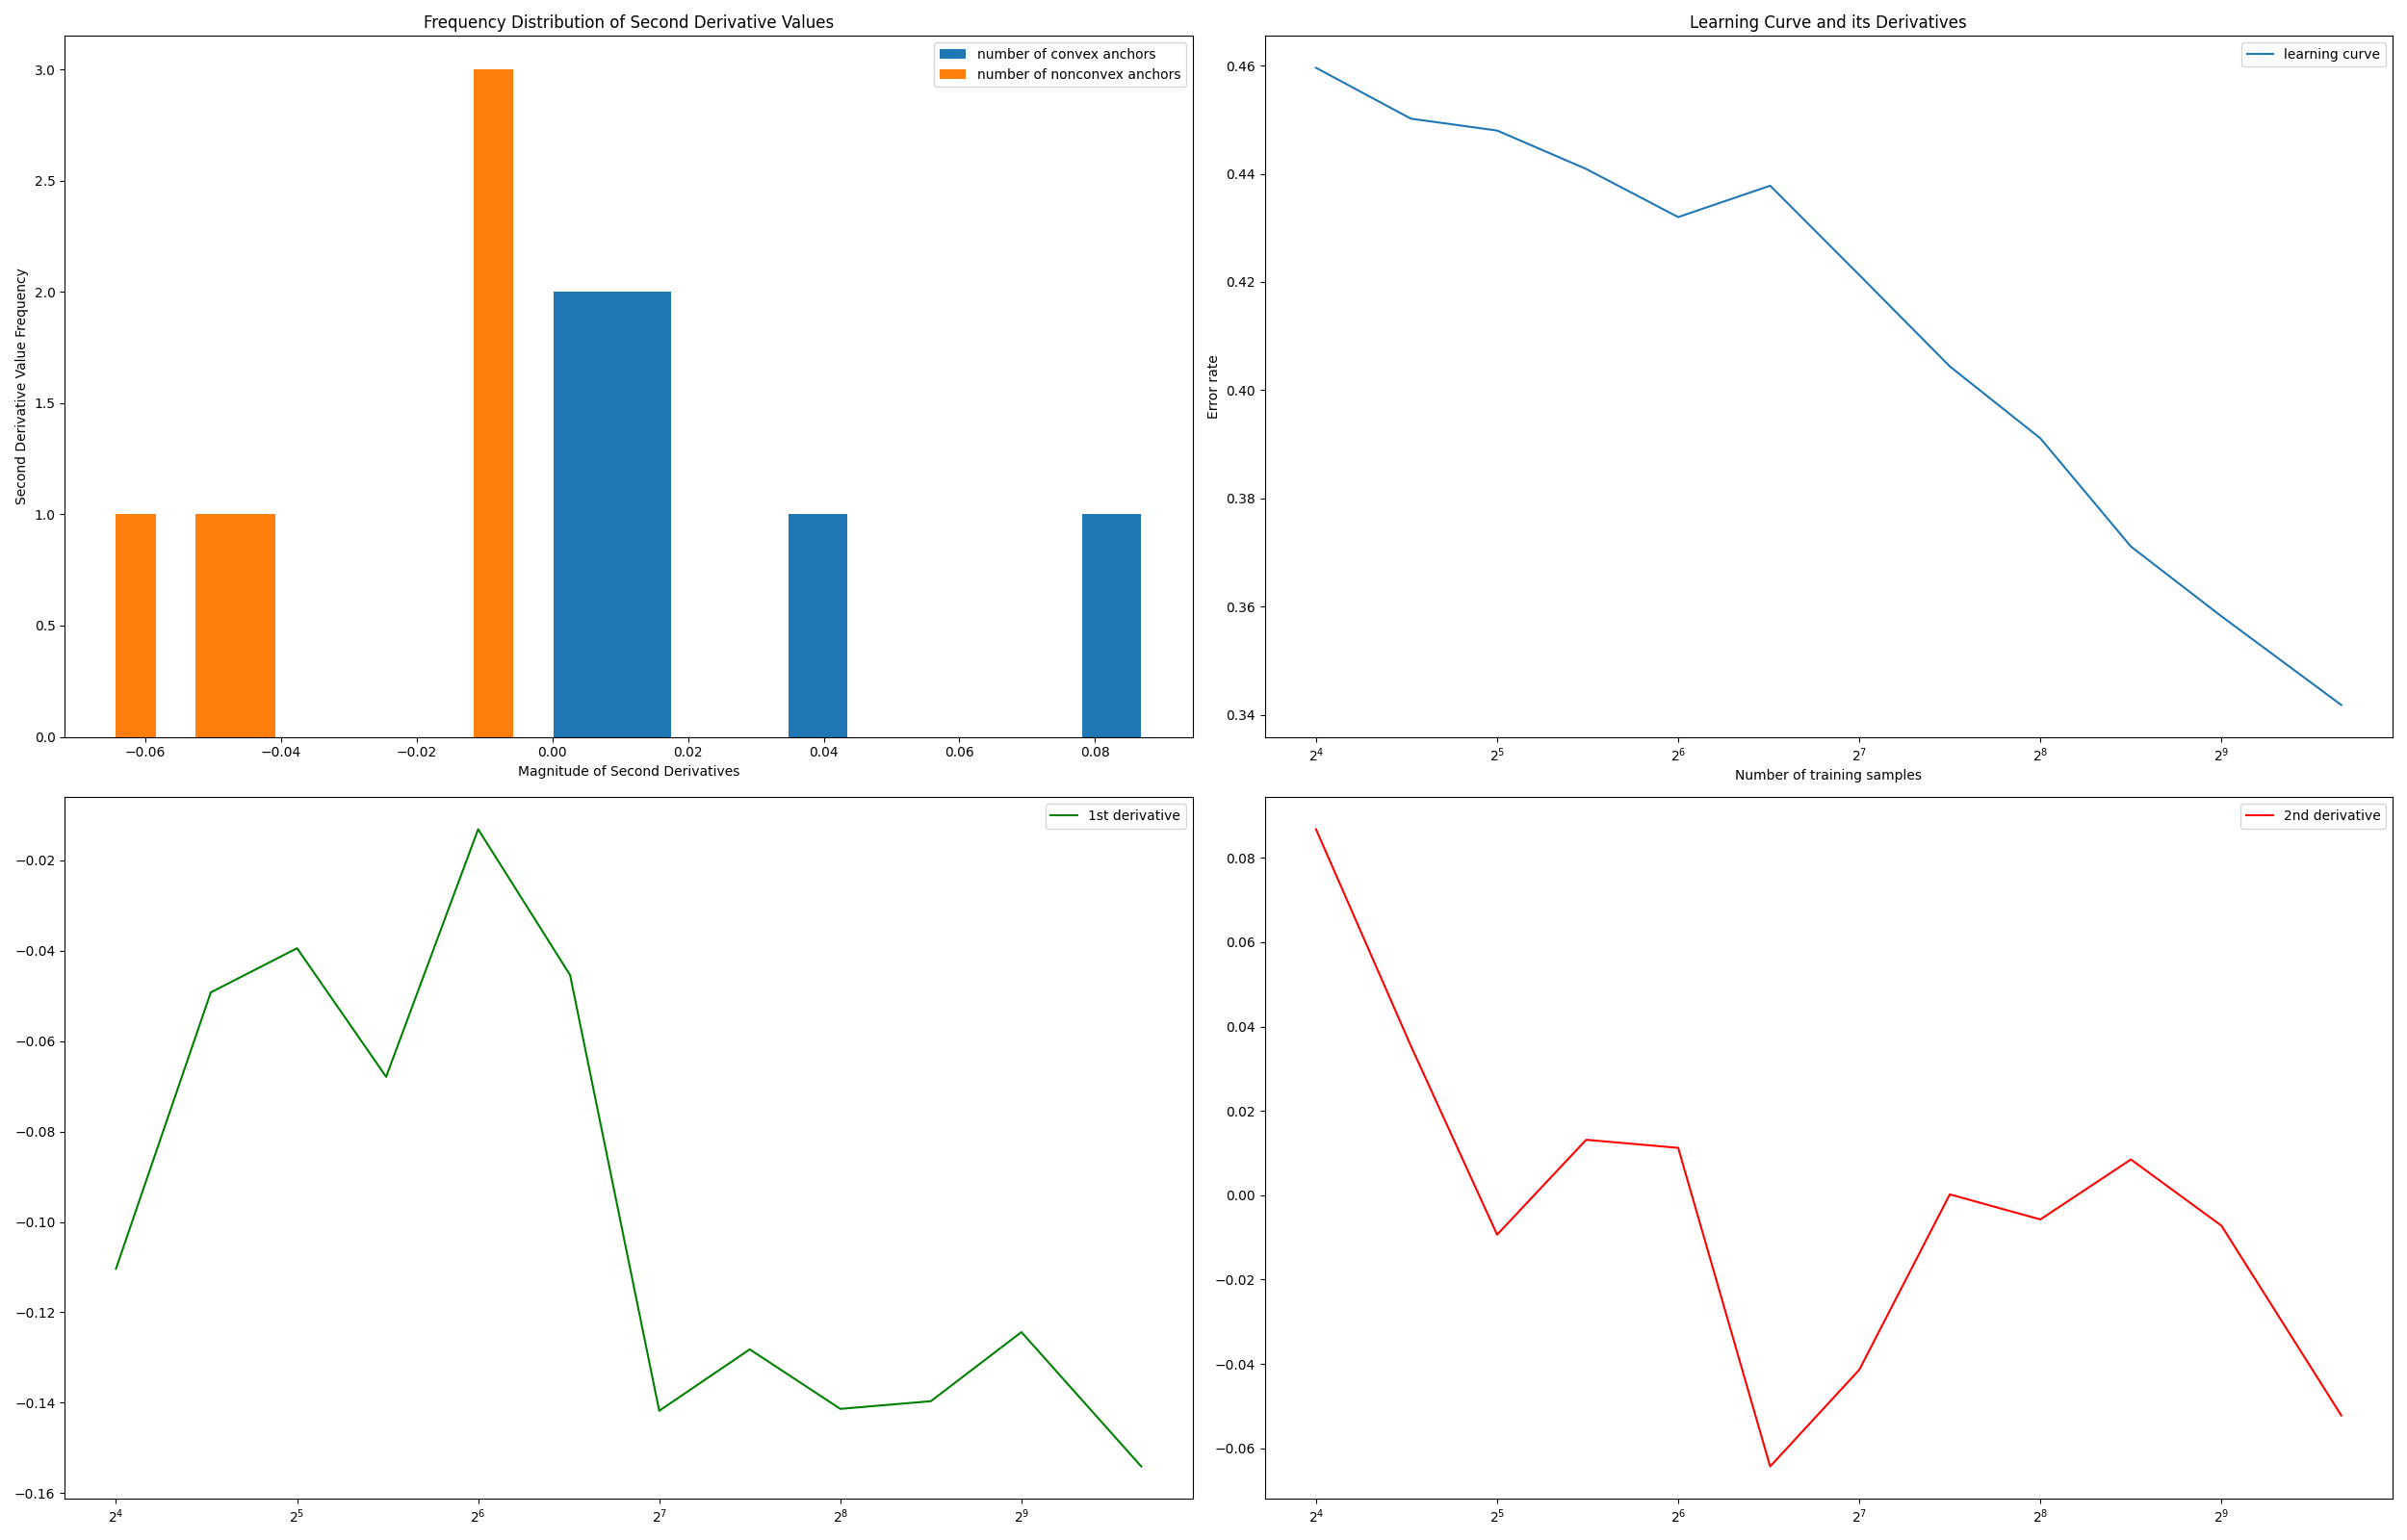 Frequency Distribution of Second Derivative Values
number of convex anchors
number of nonconvex anchors
Second Derivative Value Frequency
3.0
2.5
2.0
1.5
1.0
0.5
0.0
−0.06 −0.04 −0.02 0.00 0.02 0.04 0.06 0.08
Magnitude of Second Derivatives
Learning Curve and its Derivatives
learning curve
Error rate
0.46
0.44
0.42
0.40
0.38
0.36
0.34
2⁴ 2⁵ 2⁶ 2⁷ 2⁸ 2⁹
Number of training samples
1st derivative
−0.02
−0.04
−0.06
−0.08
−0.10
−0.12
−0.14
−0.16
2⁴ 2⁵ 2⁶ 2⁷ 2⁸ 2⁹
2nd derivative
0.08
0.06
0.04
0.02
0.00
−0.02
−0.04
−0.06
2⁴ 2⁵ 2⁶ 2⁷ 2⁸ 2⁹